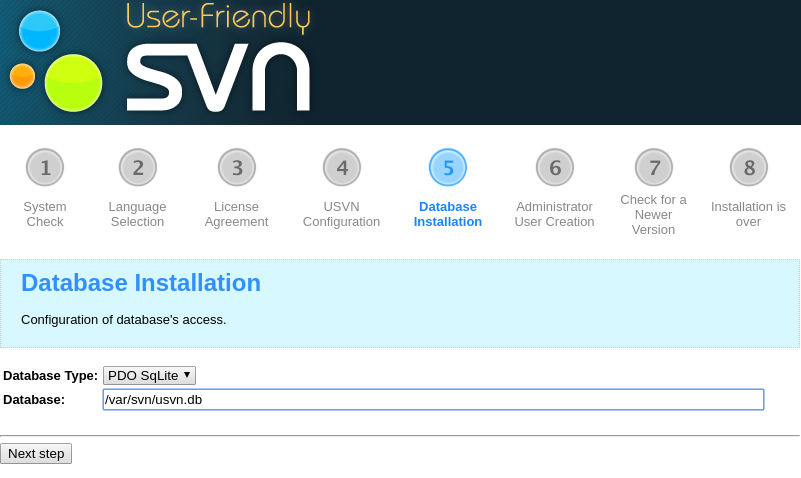 User-Friendly
SVN
1
2
3
4
5
6
7
8
System
Check
Language
Selection
License
Agreement
USVN
Configuration
Database
Installation
Administrator
User Creation
Check for a
Newer
Version
Installation is
over
Database Installation
Configuration of database's access.
Database Type: PDO SqLite
Database: /var/svn/usvn.db
Next step